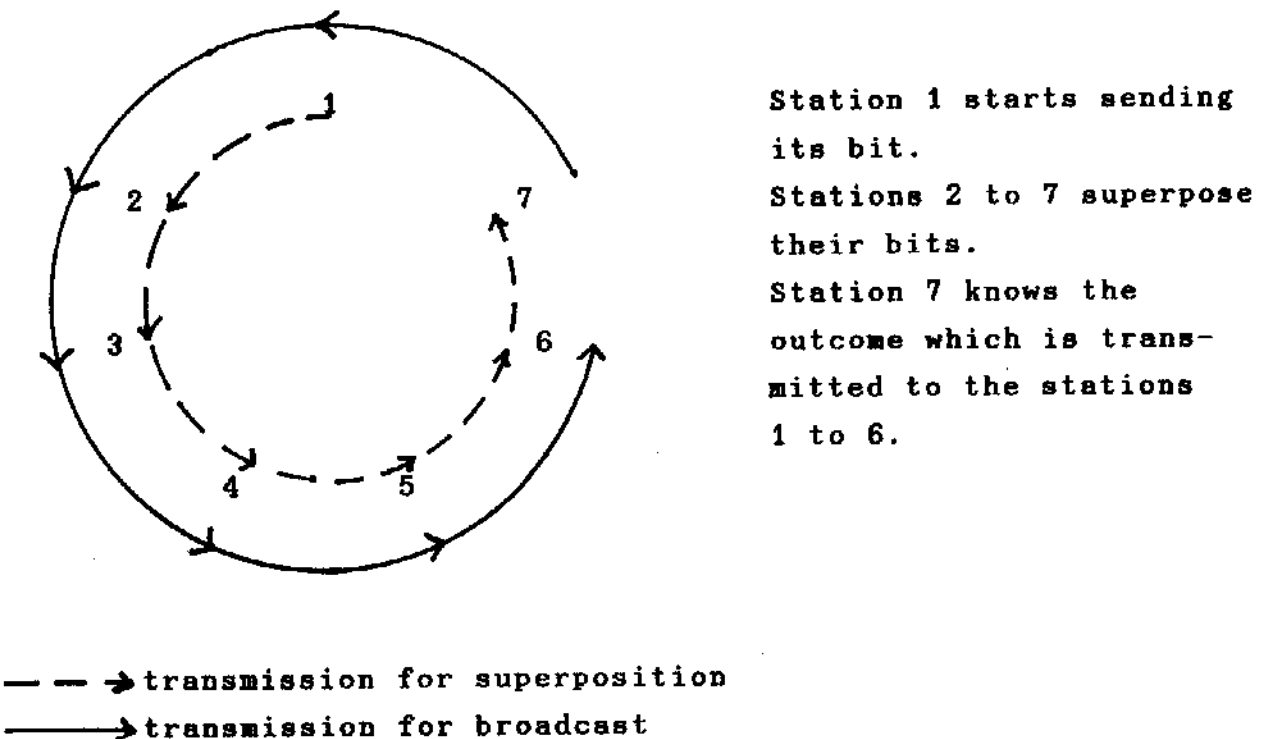 1
2
3
4
5
6
7
Station 1 starts sending
its bit.
Stations 2 to 7 superpose
their bits.
Station 7 knows the
outcome which is trans-
mitted to the stations
1 to 6.
transmission for superposition
transmission for broadcast